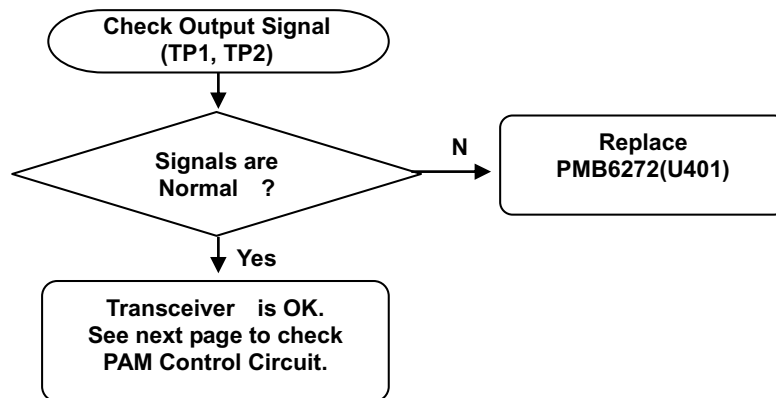 Check Output Signal
(TP1, TP2)
Signals are
Normal ?
N
Replace
PMB6272(U401)
Yes
Transceiver is OK.
See next page to check
PAM Control Circuit.